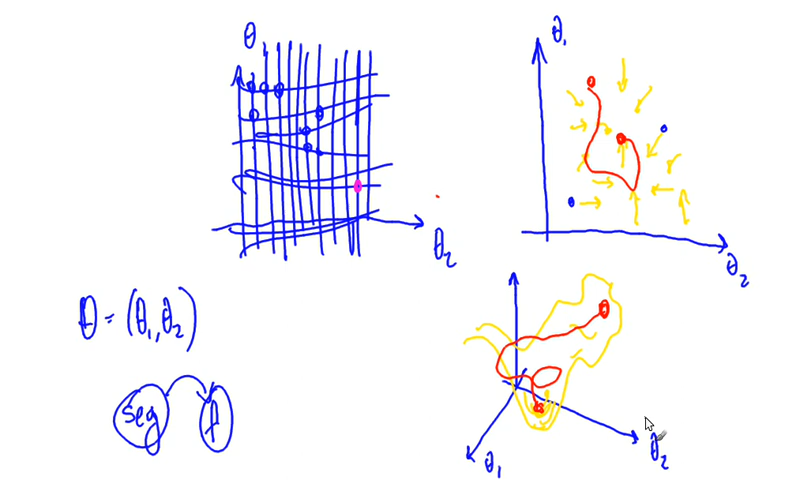 θ₁
θ₂
θ₁
θ₂
θ = (θ₁, θ₂)
seg
f
θ₁
θ₂